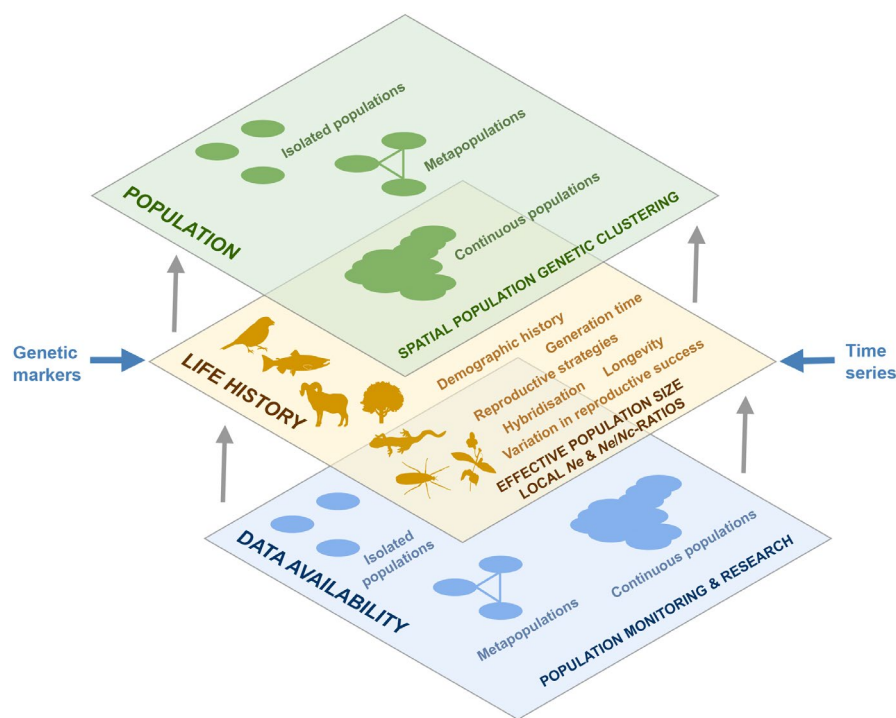 Isolated populations
Metapopulations
Continuous populations
POPULATION
SPATIAL POPULATION GENETIC CLUSTERING
Genetic
markers
Time
series
LIFE HISTORY
Demographic history
Generation time
Reproductive strategies
Hybridisation
Longevity
Variation in reproductive success
EFFECTIVE POPULATION SIZE
LOCAL Ne & Ne/Nc-RATIOS
DATA AVAILABILITY
Isolated
populations
Metapopulations
Continuous populations
POPULATION MONITORING & RESEARCH